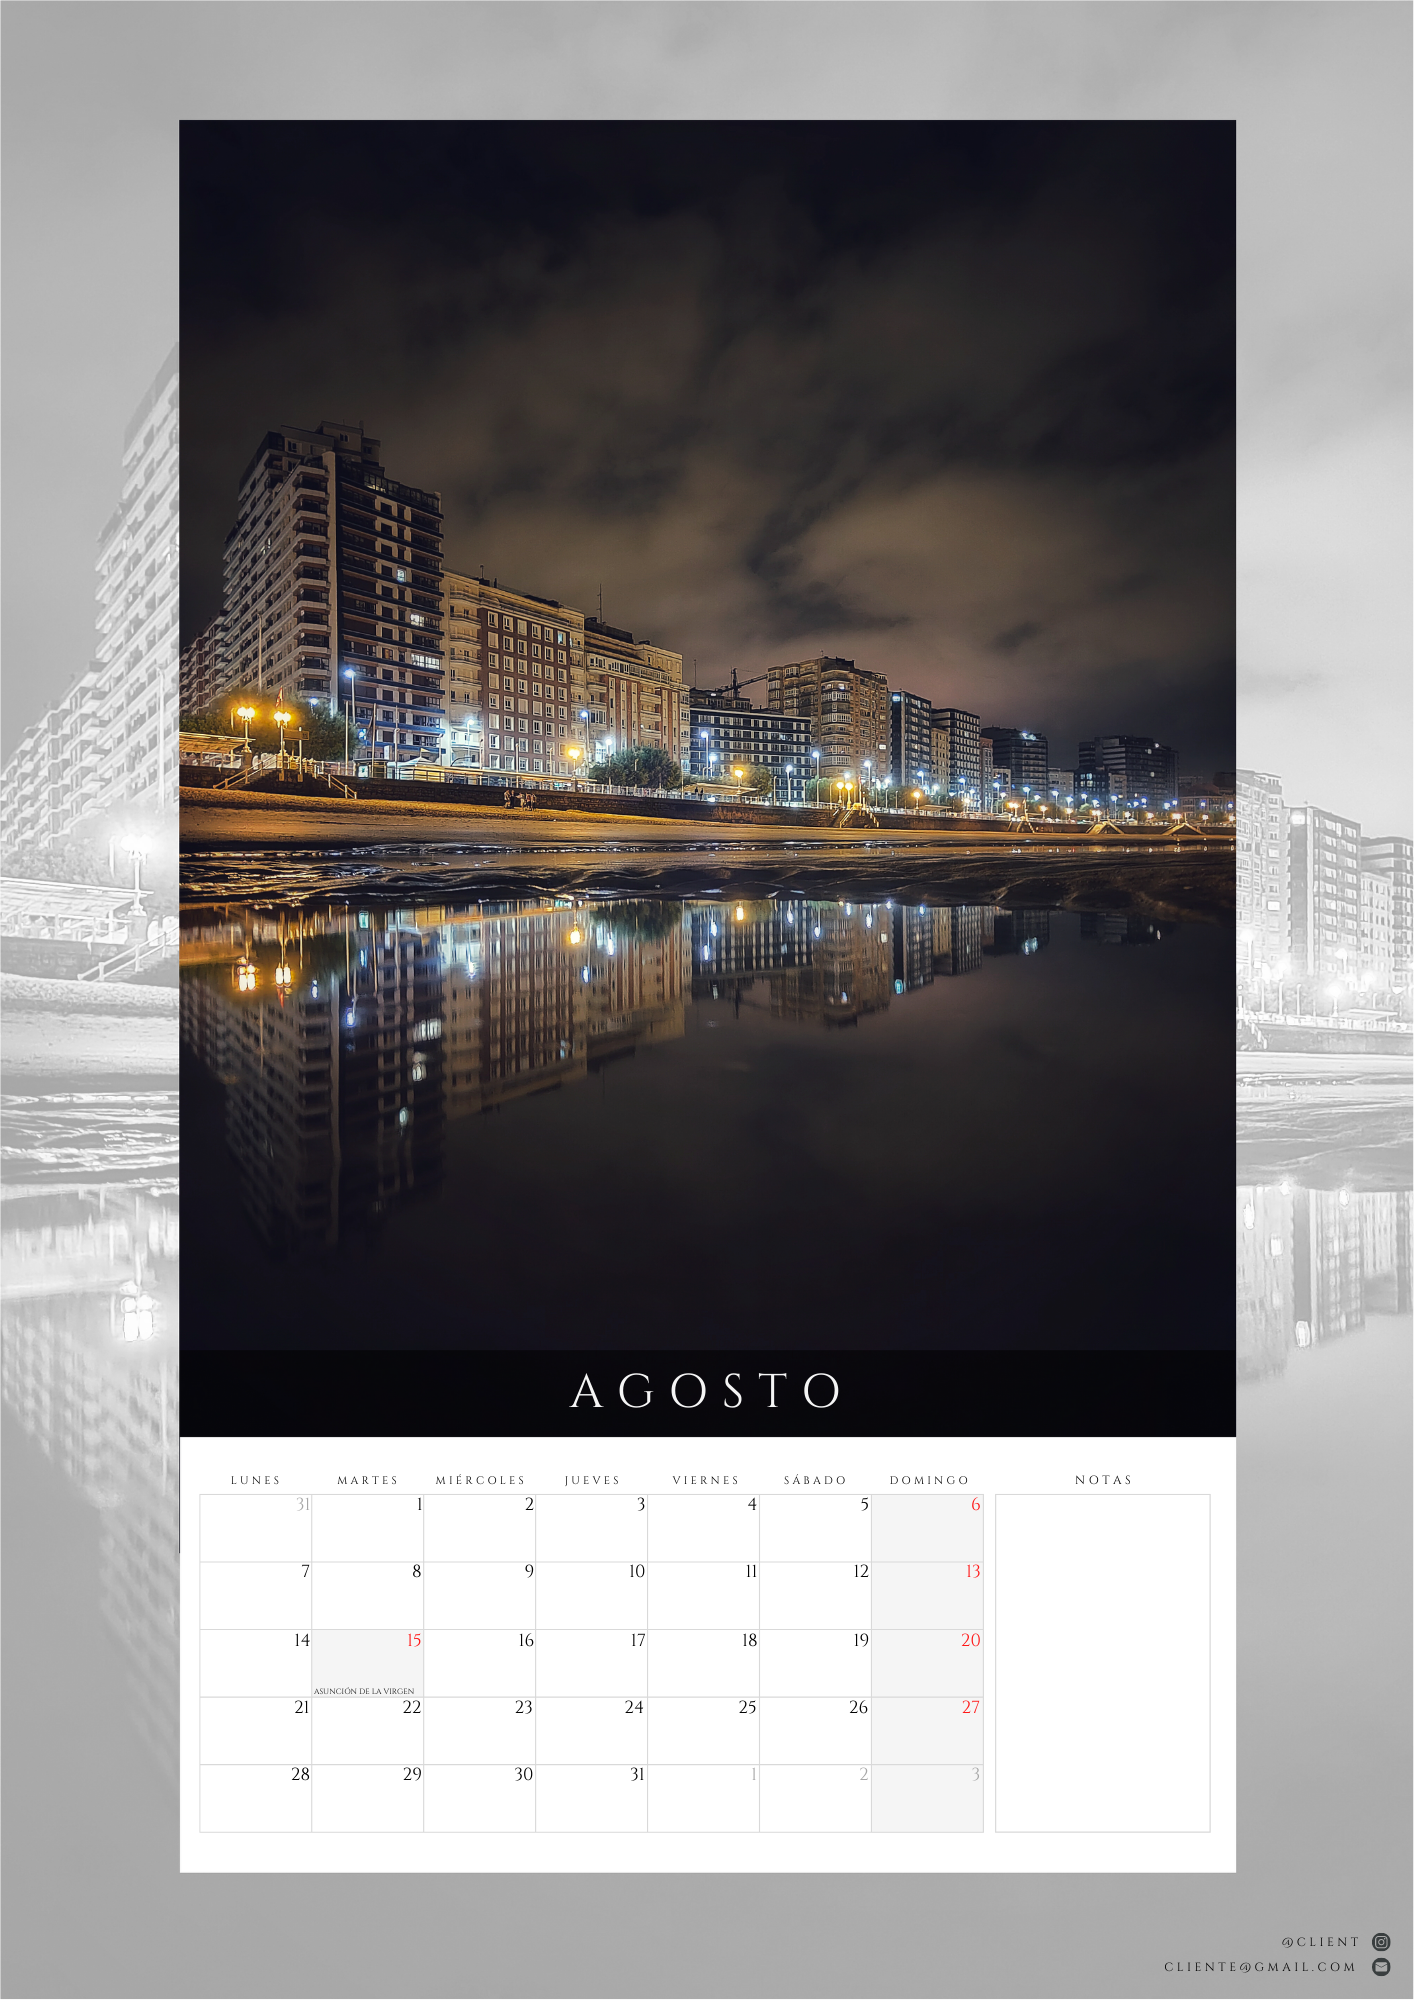 AGOSTO
LUNES MARTES MIÉRCOLES JUEVES VIERNES SÁBADO DOMINGO NOTAS
31 1 2 3 4 5 6
7 8 9 10 11 12 13
14 15 16 17 18 19 20
ASUNCIÓN DE LA VIRGEN
21 22 23 24 25 26 27
28 29 30 31 1 2 3
@CLIENT
CLIENTE@GMAIL.COM